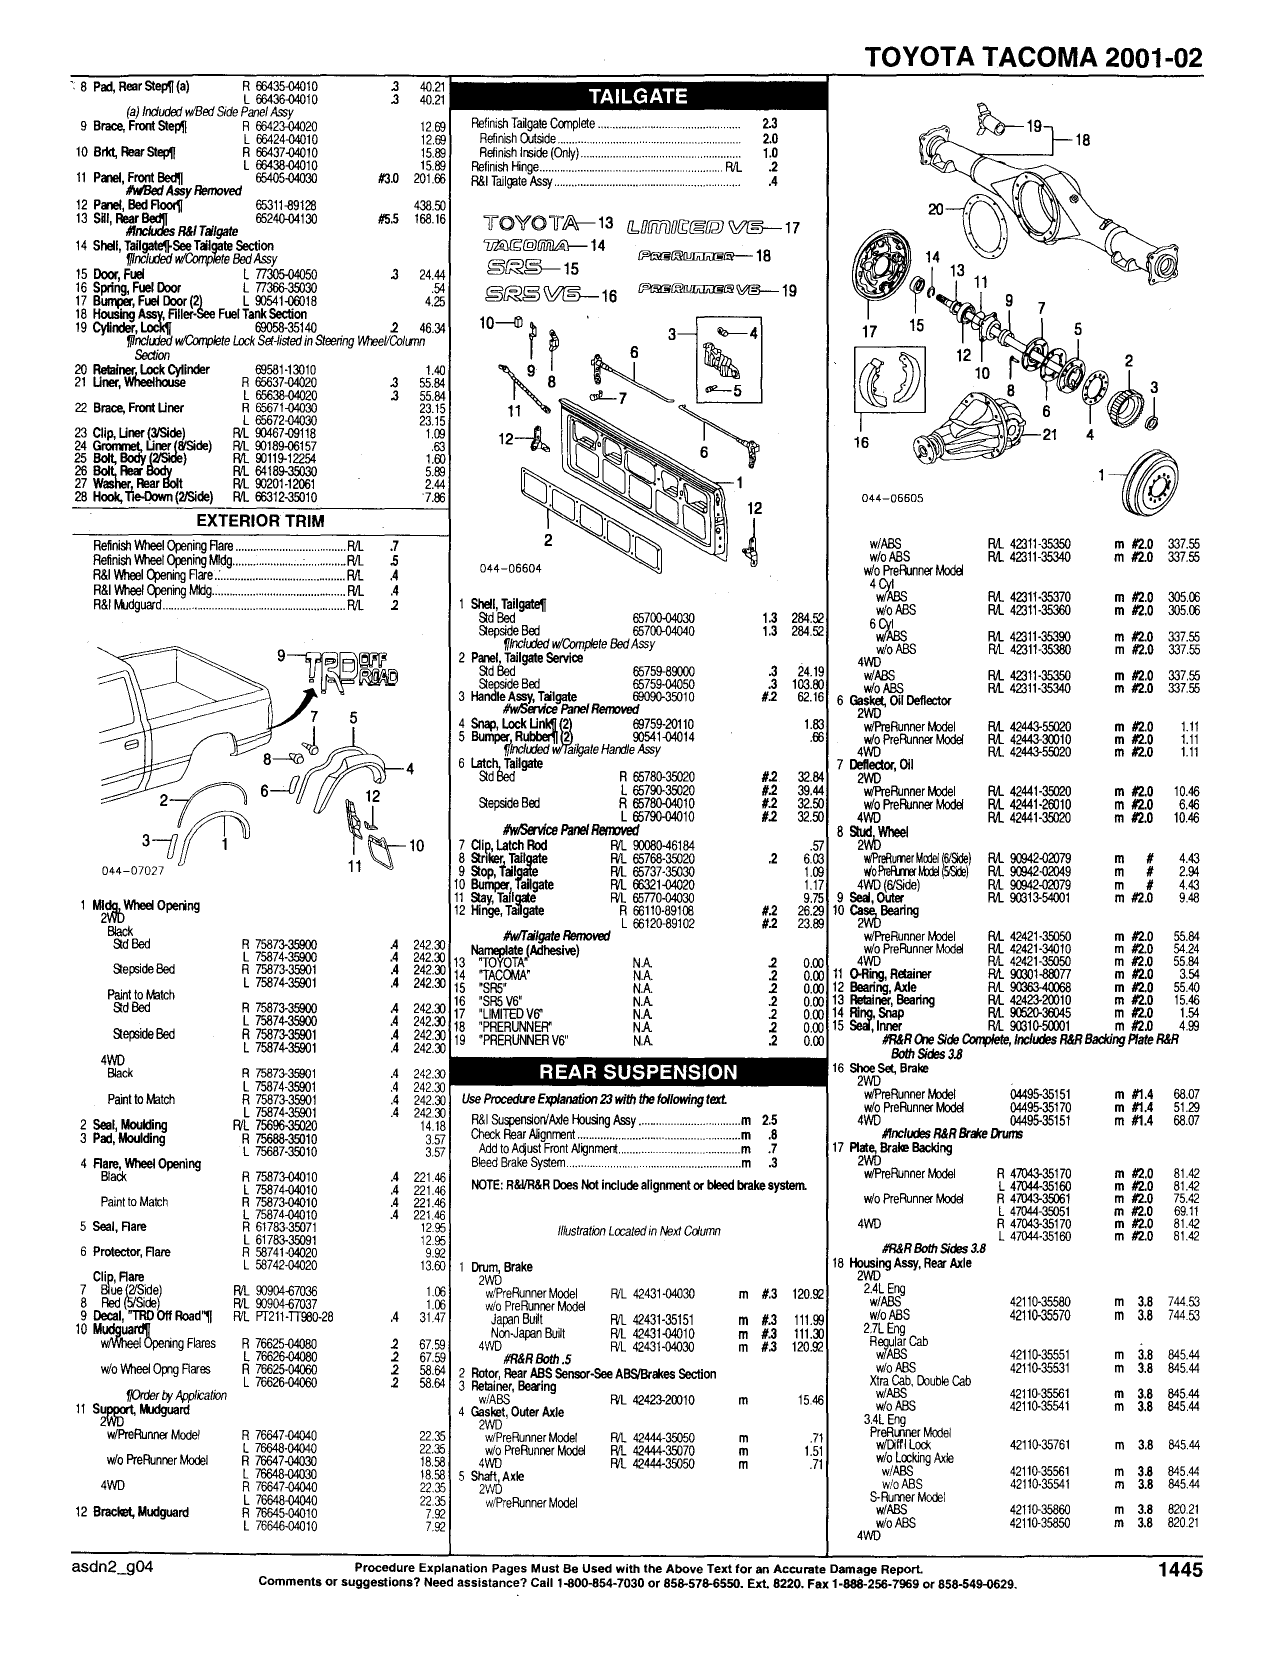 TOYOTA TACOMA 2001-02
8 Pad, Rear Step¶ (a) R 66435-04010 .3 40.21
L 66436-04010 .3 40.21
(a) Included w/Bed Side Panel Assy
9 Brace, Front Step¶ R 66423-04020 12.69
L 66424-04010 12.69
10 Brkt, Rear Step¶ R 66437-04010 15.89
L 66438-04010 15.89
11 Panel, Front Bed¶ 65405-04030 #3.0 201.66
#w/Bed Assy Removed
12 Panel, Bed Floor¶ 65311-89128 438.50
13 Sill, Rear Bed¶ 65240-04130 #5.5 168.16
#Includes R&I Tailgate
14 Shell, Tailgate¶-See Tailgate Section
¶Included w/Complete Bed Assy
15 Door, Fuel L 77305-04050 .3 24.44
16 Spring, Fuel Door L 77366-35030 .54
17 Bumper, Fuel Door (2) L 90541-06018 4.25
18 Housing Assy, Filler-See Fuel Tank Section
19 Cylinder, Lock¶ 69058-35140 .2 46.34
¶Included w/Complete Lock Set-listed in Steering Wheel/Column
Section
20 Retainer, Lock Cylinder 69581-13010 1.40
21 Liner, Wheelhouse R 65637-04020 .3 55.84
L 65638-04020 .3 55.84
22 Brace, Front Liner R 65671-04030 23.15
L 65672-04030 23.15
23 Clip, Liner (3/Side) R/L 90467-09118 1.09
24 Grommet, Liner (8/Side) R/L 90189-06157 .63
25 Bolt, Body (2/Side) R/L 90119-12254 1.60
26 Bolt, Rear Body R/L 64189-35030 5.89
27 Washer, Rear Bolt R/L 90201-12061 2.44
28 Hook, Tie-Down (2/Side) R/L 66312-35010 7.86
EXTERIOR TRIM
Refinish Wheel Opening Flare R/L .7
Refinish Wheel Opening Mldg R/L .5
R&I Wheel Opening Flare R/L .4
R&I Wheel Opening Mldg R/L .4
R&I Mudguard R/L .2
9 TRD OFF ROAD
7 5
8 4
6
2 12
3 1 10
11
044-07027
1 Mldg, Wheel Opening
2WD
Black
Std Bed R 75873-35900 .4 242.30
L 75874-35900 .4 242.30
Stepside Bed R 75873-35901 .4 242.30
L 75874-35901 .4 242.30
Paint to Match
Std Bed R 75873-35900 .4 242.30
L 75874-35900 .4 242.30
Stepside Bed R 75873-35901 .4 242.30
L 75874-35901 .4 242.30
4WD
Black R 75873-35901 .4 242.30
L 75874-35901 .4 242.30
Paint to Match R 75873-35901 .4 242.30
L 75874-35901 .4 242.30
2 Seal, Moulding R/L 75696-35020 14.18
3 Pad, Moulding R 75688-35010 3.57
L 75687-35010 3.57
4 Flare, Wheel Opening
Black R 75873-04010 .4 221.46
L 75874-04010 .4 221.46
Paint to Match R 75873-04010 .4 221.46
L 75874-04010 .4 221.46
5 Seal, Flare R 61783-35071 12.95
L 61783-35091 12.95
6 Protector, Flare R 58741-04020 9.92
L 58742-04020 13.60
Clip, Flare
7 Blue (2/Side) R/L 90904-67036 1.06
8 Red (5/Side) R/L 90904-67037 1.06
9 Decal, "TRD Off Road"¶ R/L PT211-TT980-28 .4 31.47
10 Mudguard¶
w/Wheel Opening Flares R 76625-04080 .2 67.59
L 76626-04080 .2 67.59
w/o Wheel Opng Flares R 76625-04060 .2 58.64
L 76626-04060 .2 58.64
¶Order by Application
11 Support, Mudguard
2WD
w/PreRunner Model R 76647-04040 22.35
L 76648-04040 22.35
w/o PreRunner Model R 76647-04030 18.58
L 76648-04030 18.58
4WD R 76647-04040 22.35
L 76648-04040 22.35
12 Bracket, Mudguard R 76645-04010 7.92
L 76646-04010 7.92
TAILGATE
Refinish Tailgate Complete 2.3
Refinish Outside 2.0
Refinish Inside (Only) 1.0
Refinish Hinge R/L .2
R&I Tailgate Assy .4
TOYOTA 13 LIMITED V6 17
TACOMA 14 PRERUNNER 18
SR5 15
SR5 V6 16 PRERUNNER V6 19
10 3 4
6
9 8 7 5
11
12 6
1
12
2
044-06604
1 Shell, Tailgate¶
Std Bed 65700-04030 1.3 284.52
Stepside Bed 65700-04040 1.3 284.52
¶Included w/Complete Bed Assy
2 Panel, Tailgate Service
Std Bed 65759-89000 .3 24.19
Stepside Bed 65759-04050 .3 103.80
3 Handle Assy, Tailgate 69090-35010 #.2 62.16
#w/Service Panel Removed
4 Snap, Lock Link¶ (2) 69759-20110 1.83
5 Bumper, Rubber¶ (2) 90541-04014 .66
¶Included w/Tailgate Handle Assy
6 Latch, Tailgate
Std Bed R 65780-35020 #.2 32.84
L 65790-35020 #.2 39.44
Stepside Bed R 65780-04010 #.2 32.50
L 65790-04010 #.2 32.50
#w/Service Panel Removed
7 Clip, Latch Rod R/L 90080-46184 .57
8 Striker, Tailgate R/L 65768-35020 .2 6.03
9 Stop, Tailgate R/L 65737-35030 1.09
10 Bumper, Tailgate R/L 66321-04020 1.17
11 Stay, Tailgate R/L 65770-04030 9.75
12 Hinge, Tailgate R 66110-89108 #.2 26.29
L 66120-89102 #.2 23.89
#w/Tailgate Removed
Nameplate (Adhesive)
13 "TOYOTA" N.A. .2 0.00
14 "TACOMA" N.A. .2 0.00
15 "SR5" N.A. .2 0.00
16 "SR5 V6" N.A. .2 0.00
17 "LIMITED V6" N.A. .2 0.00
18 "PRERUNNER" N.A. .2 0.00
19 "PRERUNNER V6" N.A. .2 0.00
REAR SUSPENSION
Use Procedure Explanation 23 with the following text.
R&I Suspension/Axle Housing Assy m 2.5
Check Rear Alignment m .8
Add to Adjust Front Alignment m .7
Bleed Brake System m .3
NOTE: R&I/R&R Does Not include alignment or bleed brake system.
Illustration Located in Next Column
1 Drum, Brake
2WD
w/PreRunner Model R/L 42431-04030 m #.3 120.92
w/o PreRunner Model
Japan Built R/L 42431-35151 m #.3 111.99
Non-Japan Built R/L 42431-04010 m #.3 111.30
4WD R/L 42431-04030 m #.3 120.92
#R&R Both .5
2 Rotor, Rear ABS Sensor-See ABS/Brakes Section
3 Retainer, Bearing
w/ABS R/L 42423-20010 m 15.46
4 Gasket, Outer Axle
2WD
w/PreRunner Model R/L 42444-35050 m .71
w/o PreRunner Model R/L 42444-35070 m 1.51
4WD R/L 42444-35050 m .71
5 Shaft, Axle
2WD
w/PreRunner Model
19 18
20
14 13 11 9 7 5 2 3
17 15 12 10 8 6 4
16 21 1
044-06605
w/ABS R/L 42311-35350 m #2.0 337.55
w/o ABS R/L 42311-35340 m #2.0 337.55
w/o PreRunner Model
4 Cyl
w/ABS R/L 42311-35370 m #2.0 305.06
w/o ABS R/L 42311-35360 m #2.0 305.06
6 Cyl
w/ABS R/L 42311-35390 m #2.0 337.55
w/o ABS R/L 42311-35380 m #2.0 337.55
4WD
w/ABS R/L 42311-35350 m #2.0 337.55
w/o ABS R/L 42311-35340 m #2.0 337.55
6 Gasket, Oil Deflector
2WD
w/PreRunner Model R/L 42443-55020 m #2.0 1.11
w/o PreRunner Model R/L 42443-30010 m #2.0 1.11
4WD R/L 42443-55020 m #2.0 1.11
7 Deflector, Oil
2WD
w/PreRunner Model R/L 42441-35020 m #2.0 10.46
w/o PreRunner Model R/L 42441-26010 m #2.0 6.46
4WD R/L 42441-35020 m #2.0 10.46
8 Stud, Wheel
2WD
w/PreRunner Model (6/Side) R/L 90942-02079 m # 4.43
w/o PreRunner Model (5/Side) R/L 90942-02049 m # 2.94
4WD (6/Side) R/L 90942-02079 m # 4.43
9 Seal, Outer R/L 90313-54001 m #2.0 9.48
10 Case, Bearing
2WD
w/PreRunner Model R/L 42421-35050 m #2.0 55.84
w/o PreRunner Model R/L 42421-34010 m #2.0 54.24
4WD R/L 42421-35050 m #2.0 55.84
11 O-Ring, Retainer R/L 90301-88077 m #2.0 3.54
12 Bearing, Axle R/L 90363-40068 m #2.0 55.40
13 Retainer, Bearing R/L 42423-20010 m #2.0 15.46
14 Ring, Snap R/L 90520-36045 m #2.0 1.54
15 Seal, Inner R/L 90310-50001 m #2.0 4.99
#R&R One Side Complete, Includes R&R Backing Plate R&R
Both Sides 3.8
16 Shoe Set, Brake
2WD
w/PreRunner Model 04495-35151 m #1.4 68.07
w/o PreRunner Model 04495-35170 m #1.4 51.29
4WD 04495-35151 m #1.4 68.07
#Includes R&R Brake Drums
17 Plate, Brake Backing
2WD
w/PreRunner Model R 47043-35170 m #2.0 81.42
L 47044-35160 m #2.0 81.42
w/o PreRunner Model R 47043-35061 m #2.0 75.42
L 47044-35051 m #2.0 69.11
4WD R 47043-35170 m #2.0 81.42
L 47044-35160 m #2.0 81.42
#R&R Both Sides 3.8
18 Housing Assy, Rear Axle
2WD
2.4L Eng
w/ABS 42110-35580 m 3.8 744.53
w/o ABS 42110-35570 m 3.8 744.53
2.7L Eng
Regular Cab
w/ABS 42110-35551 m 3.8 845.44
w/o ABS 42110-35531 m 3.8 845.44
Xtra Cab, Double Cab
w/ABS 42110-35561 m 3.8 845.44
w/o ABS 42110-35541 m 3.8 845.44
3.4L Eng
PreRunner Model
w/Diff'l Lock 42110-35761 m 3.8 845.44
w/o Locking Axle
w/ABS 42110-35561 m 3.8 845.44
w/o ABS 42110-35541 m 3.8 845.44
S-Runner Model
w/ABS 42110-35860 m 3.8 820.21
w/o ABS 42110-35850 m 3.8 820.21
4WD
asdn2_g04
Procedure Explanation Pages Must Be Used with the Above Text for an Accurate Damage Report.
Comments or suggestions? Need assistance? Call 1-800-854-7030 or 858-578-6550. Ext. 8220. Fax 1-888-256-7969 or 858-549-0629.
1445